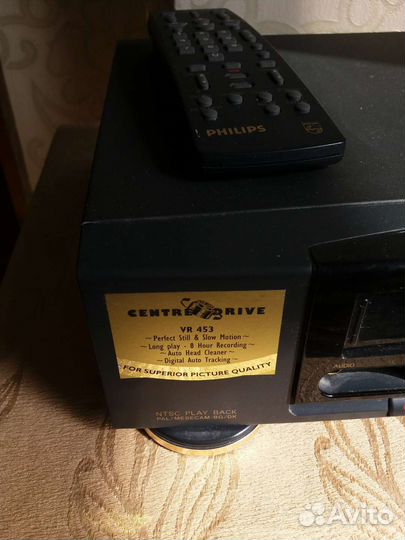 PHILIPS
CENTRE DRIVE
VR 453
~ Perfect Still & Slow Motion ~
~ Long play - 8 Hour Recording ~
~ Auto Head Cleaner ~
~ Digital Auto Tracking ~
FOR SUPERIOR PICTURE QUALITY
AUDIO
NTSC PLAY BACK
PAL/MESECAM-BG/DK
Avito